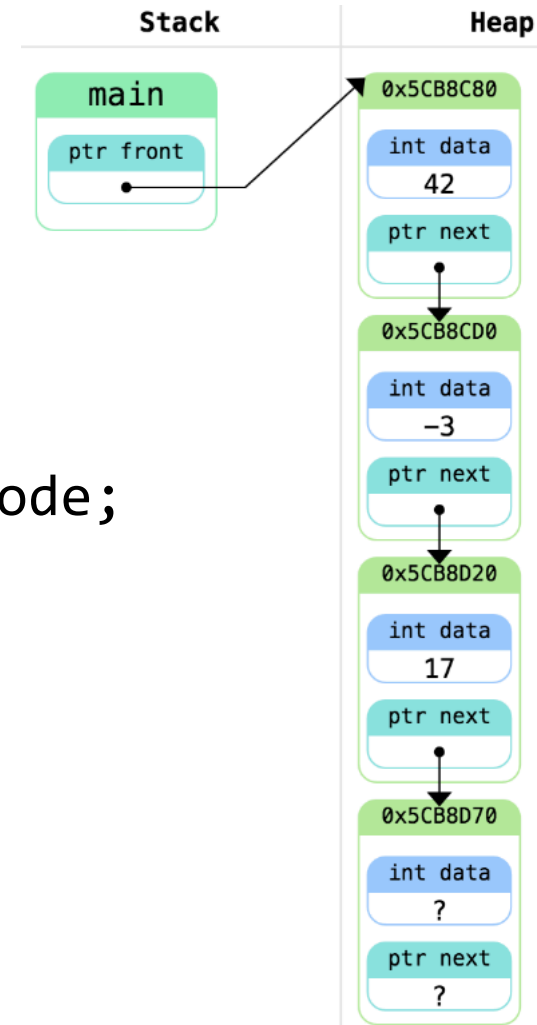 Stack
Heap
main
ptr front
0x5CB8C80
int data
42
ptr next
0x5CB8CD0
int data
−3
ptr next
ode;
0x5CB8D20
int data
17
ptr next
0x5CB8D70
int data
?
ptr next
?